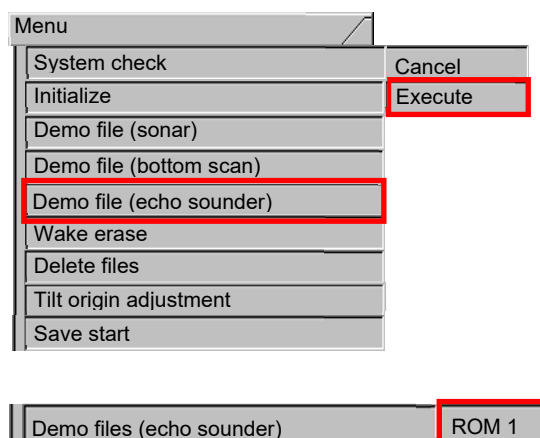 Menu
System check
Cancel
Initialize
Execute
Demo file (sonar)
Demo file (bottom scan)
Demo file (echo sounder)
Wake erase
Delete files
Tilt origin adjustment
Save start
Demo files (echo sounder)
ROM 1